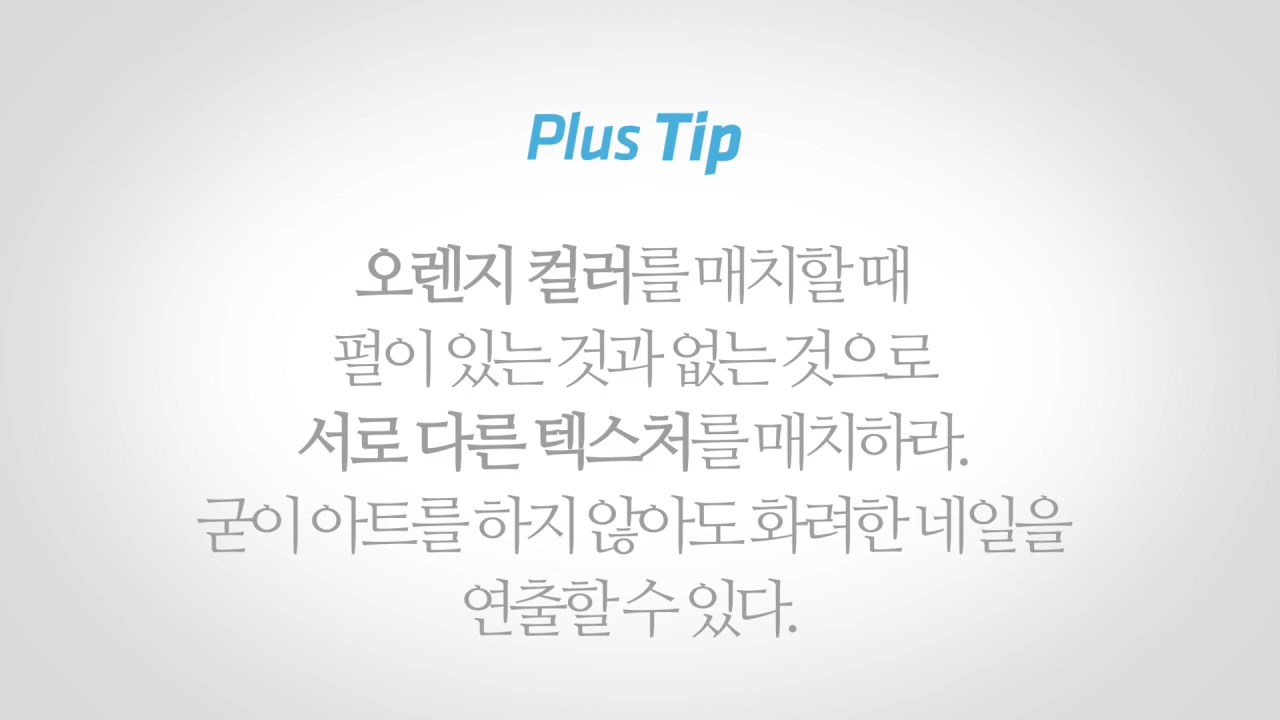 Plus Tip
오렌지 컬러를 매치할 때
펄이 있는 것과 없는 것으로
서로 다른 텍스처를 매치하라.
굳이 아트를 하지 않아도 화려한 네일을
연출할 수 있다.